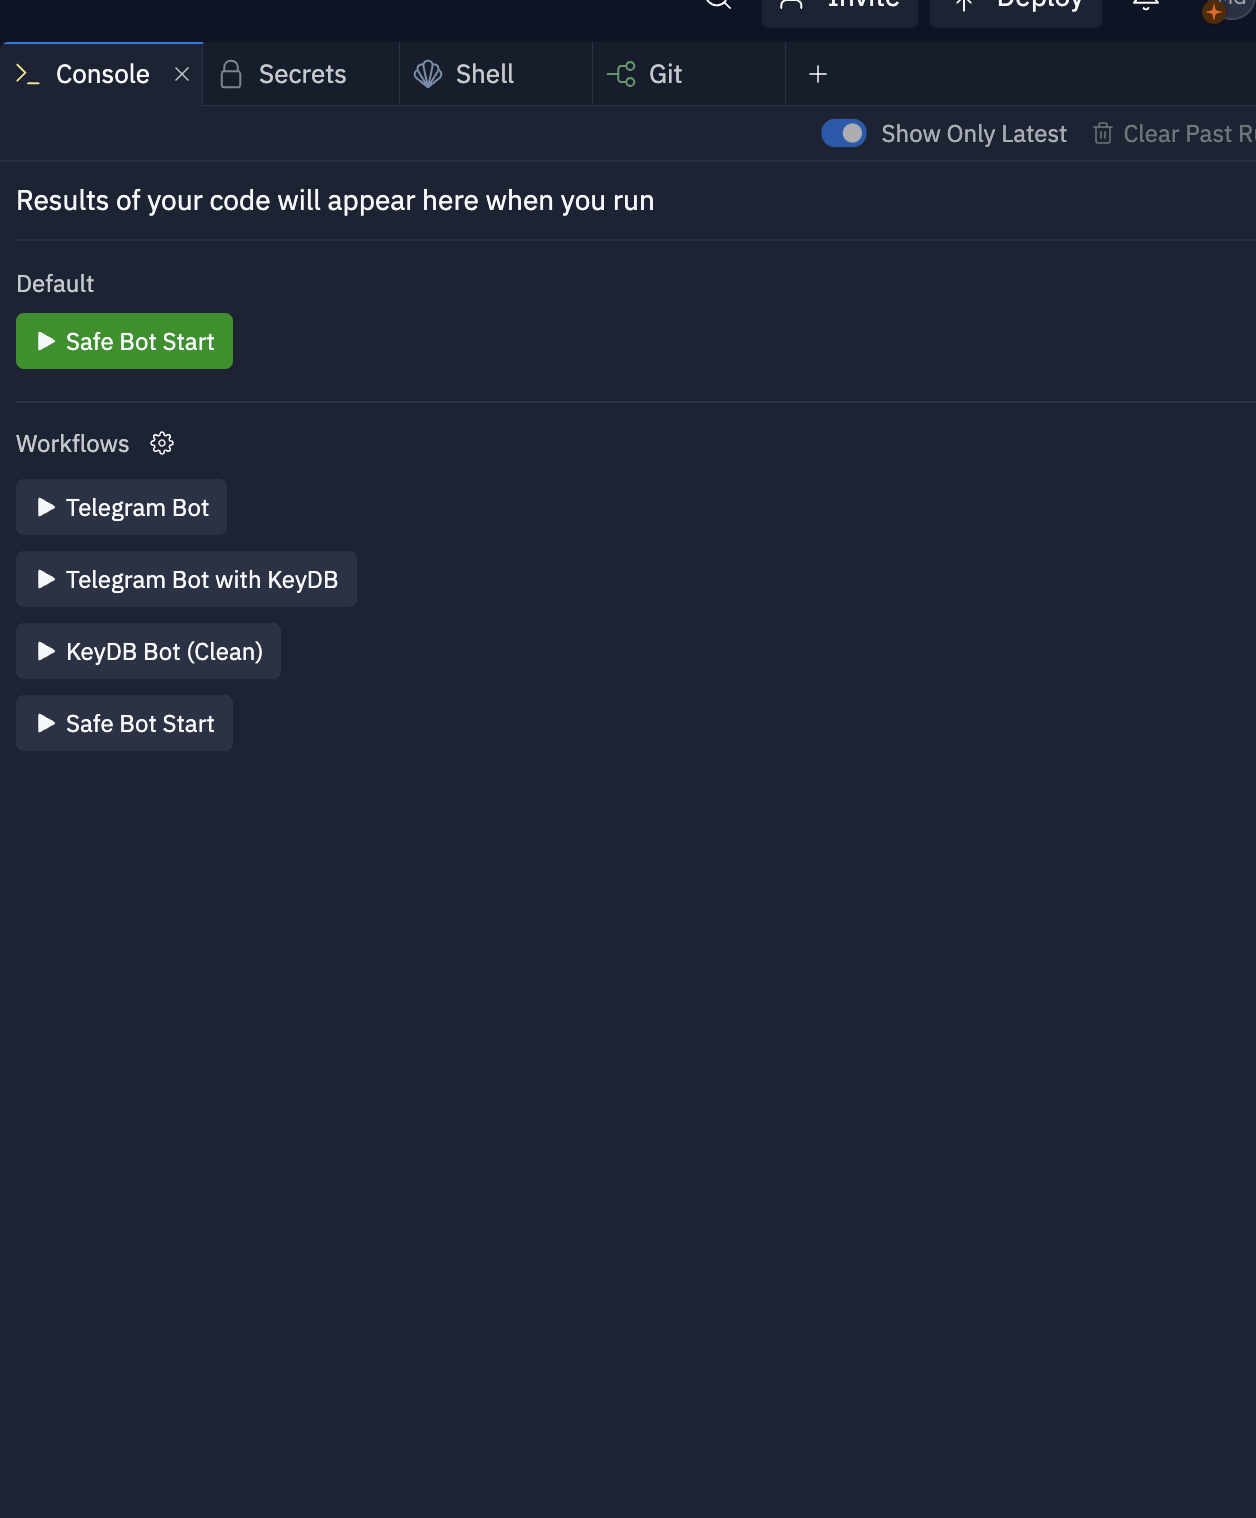 Invite
Deploy
Console
Secrets
Shell
Git
Show Only Latest
Clear Past
Results of your code will appear here when you run
Default
Safe Bot Start
Workflows
Telegram Bot
Telegram Bot with KeyDB
KeyDB Bot (Clean)
Safe Bot Start